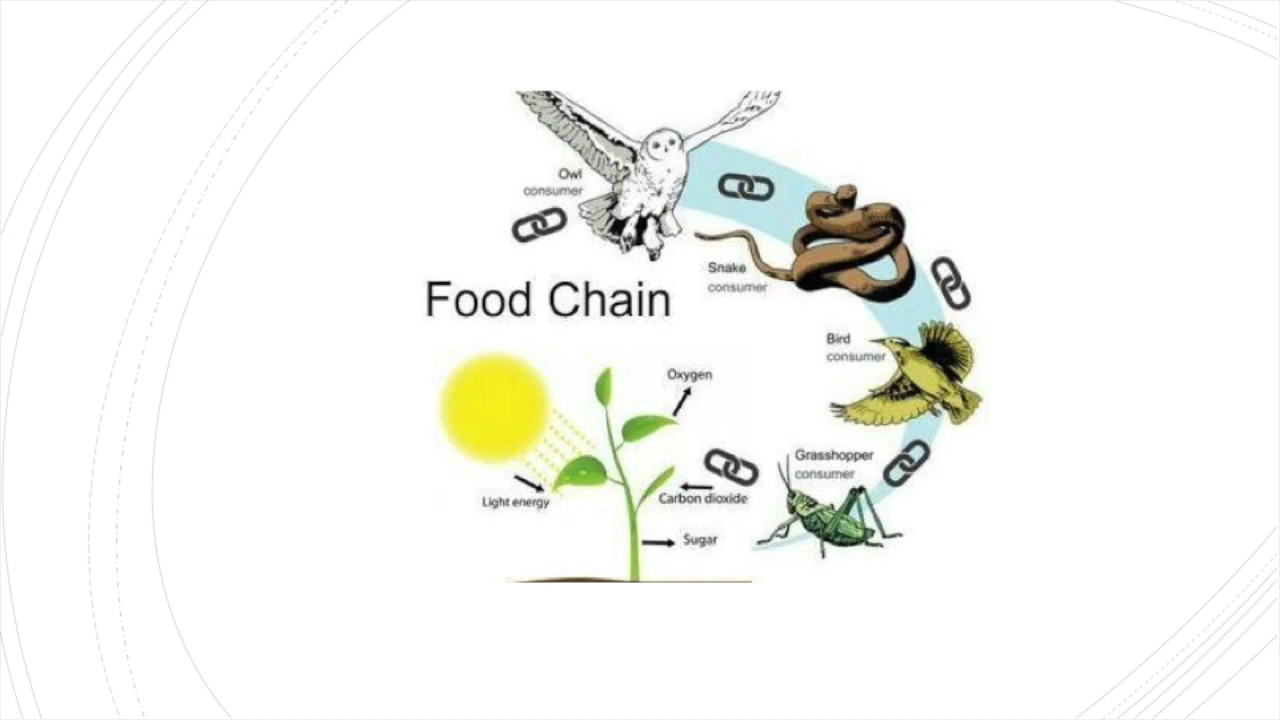 Owl
consumer
Snake
consumer
Food Chain
Bird
consumer
Oxygen
Grasshopper
consumer
Light energy
Carbon dioxide
Sugar